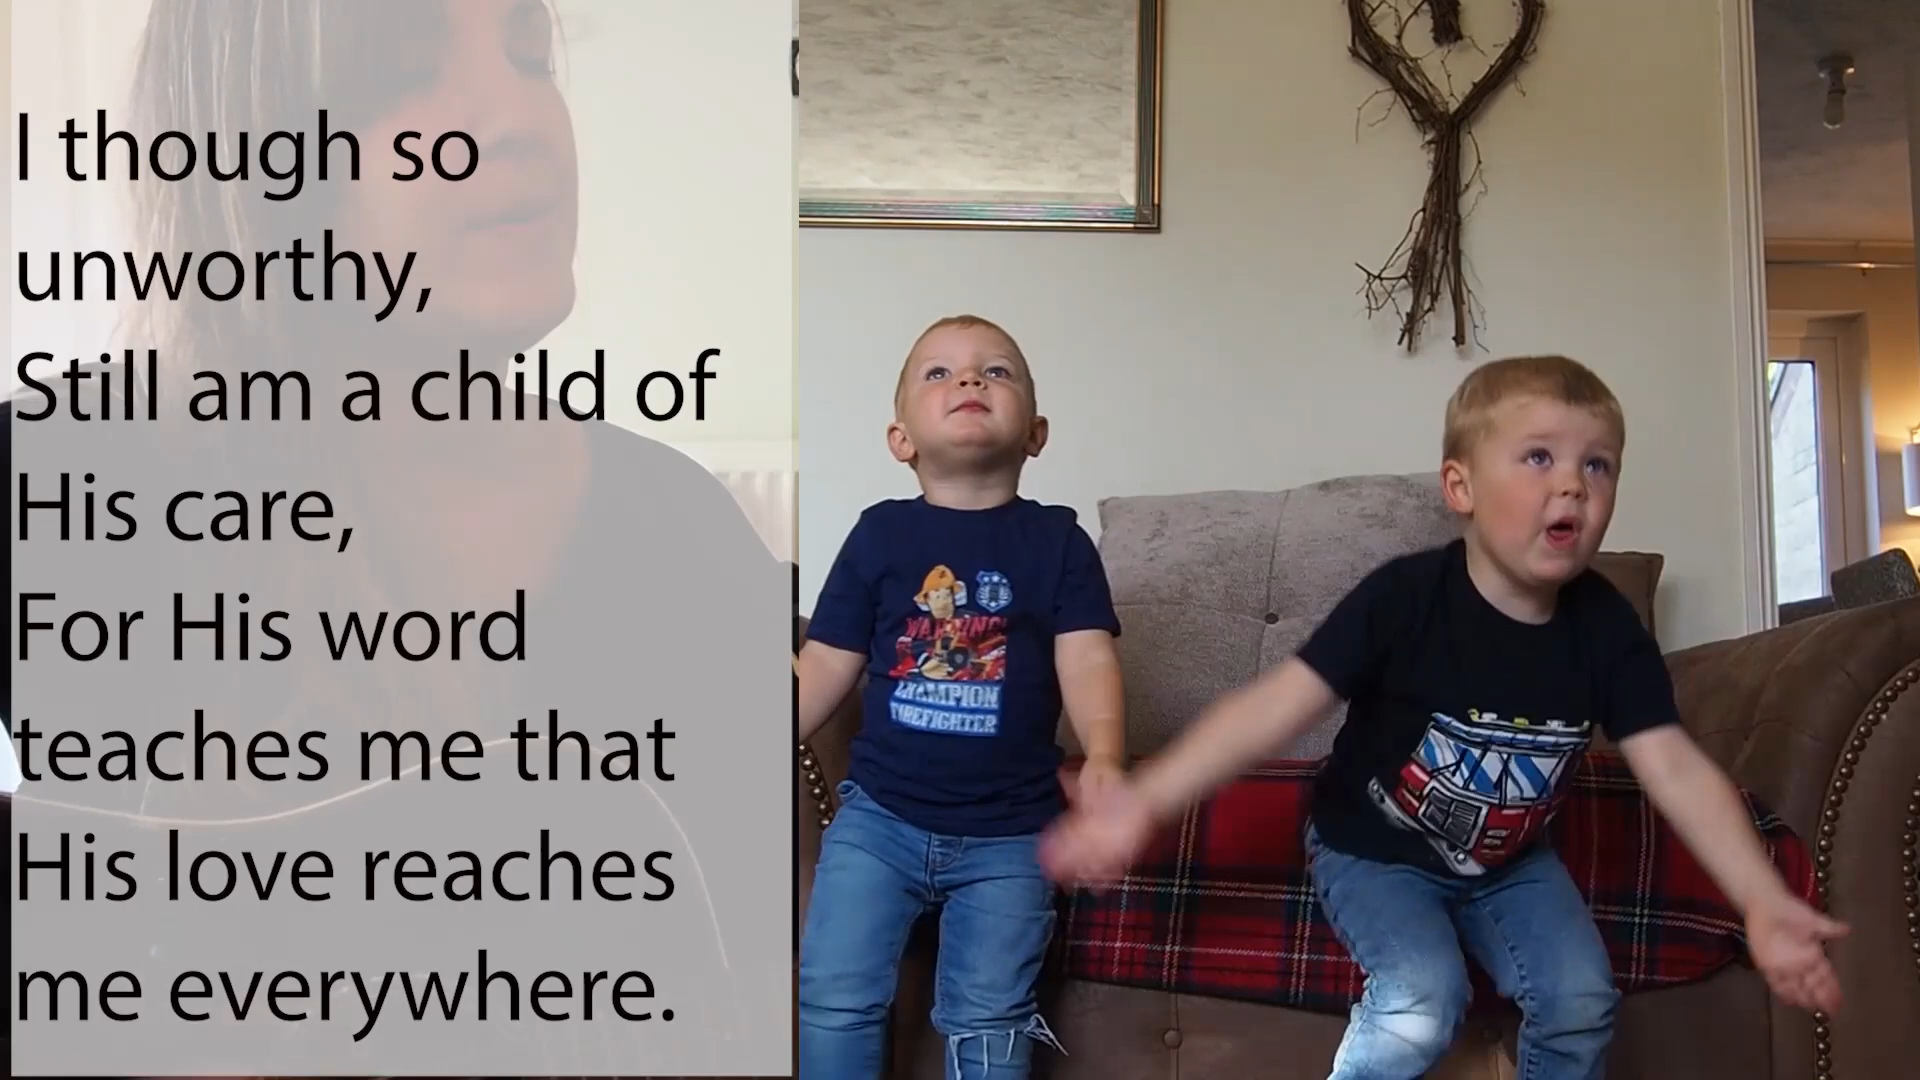 I though so
unworthy,
Still am a child of
His care,
For His word
teaches me that
His love reaches
me everywhere.
WARNING!
CHAMPION
FIREFIGHTER